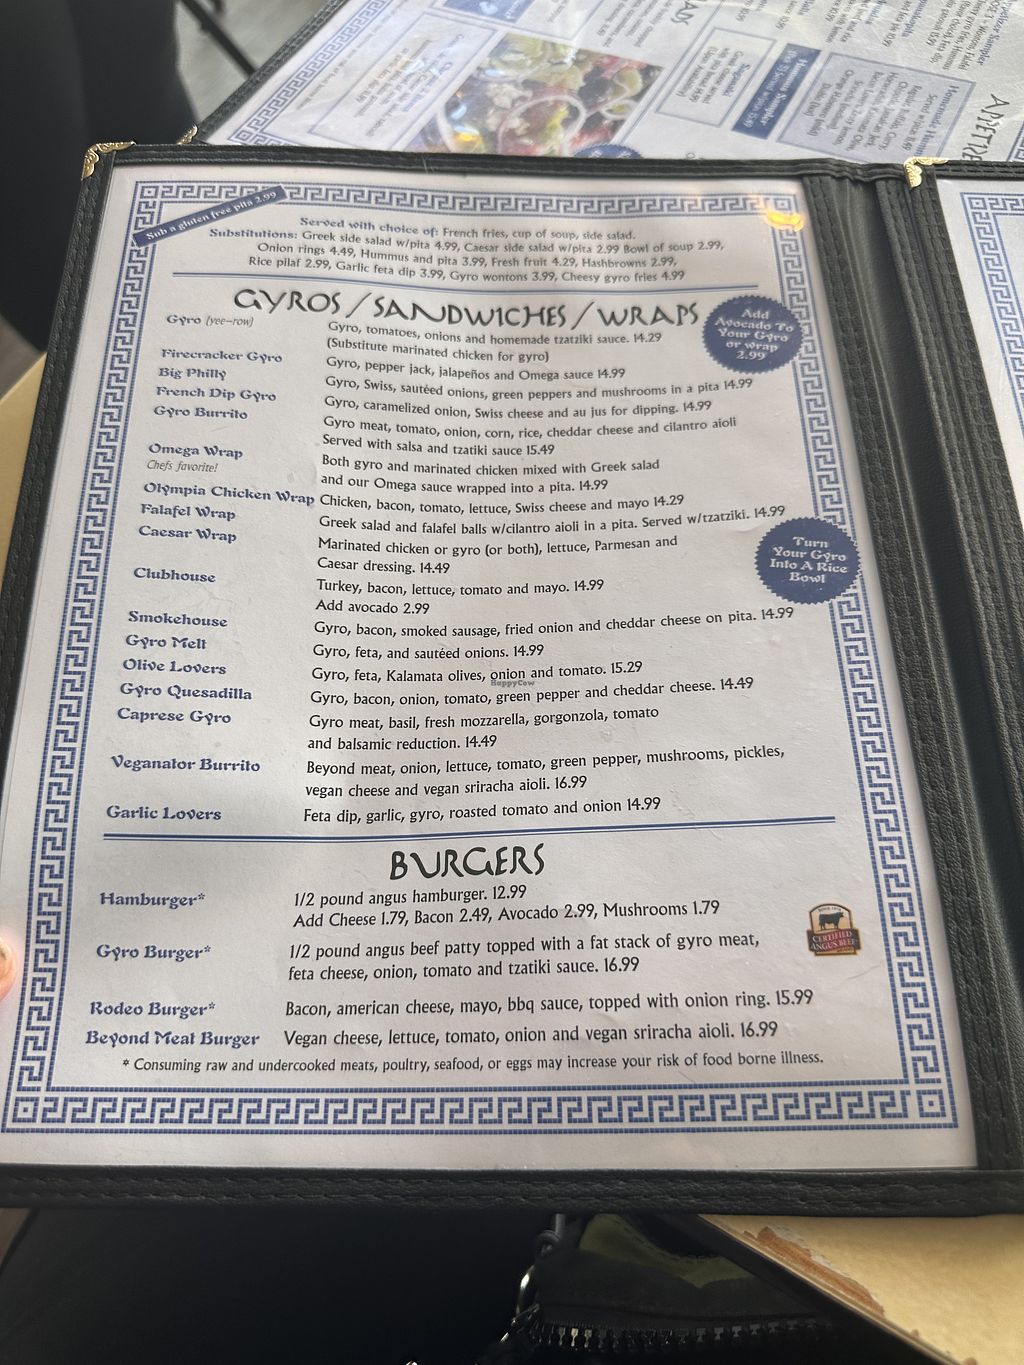 Sub a gluten free pita 2.99
Served with choice of: French fries, cup of soup, side salad.
Substitutions: Greek side salad w/pita 4.99, Caesar side salad w/pita 2.99 Bowl of soup 2.99,
Onion rings 4.49, Hummus and pita 3.99, Fresh fruit 4.29, Hashbrowns 2.99,
Rice pilaf 2.99, Garlic feta dip 3.99, Gyro wontons 3.99, Cheesy gyro fries 4.99
GYROS / SANDWICHES / WRAPS
Add
Avocado To
Your Gyro
or wrap
2.99
Gyro (yee-row)
Gyro, tomatoes, onions and homemade tzatziki sauce. 14.29
(Substitute marinated chicken for gyro)
Firecracker Gyro
Gyro, pepper jack, jalapeños and Omega sauce 14.99
Big Philly
Gyro, Swiss, sautéed onions, green peppers and mushrooms in a pita 14.99
French Dip Gyro
Gyro, caramelized onion, Swiss cheese and au jus for dipping. 14.99
Gyro Burrito
Gyro meat, tomato, onion, corn, rice, cheddar cheese and cilantro aioli
Served with salsa and tzatiki sauce 15.49
Omega Wrap
Chefs favorite!
Both gyro and marinated chicken mixed with Greek salad
and our Omega sauce wrapped into a pita. 14.99
Olympia Chicken Wrap
Chicken, bacon, tomato, lettuce, Swiss cheese and mayo 14.29
Falafel Wrap
Greek salad and falafel balls w/cilantro aioli in a pita. Served w/tzatziki. 14.99
Caesar Wrap
Marinated chicken or gyro (or both), lettuce, Parmesan and
Caesar dressing. 14.49
Turn
Your Gyro
Into A Rice
Bowl
Clubhouse
Turkey, bacon, lettuce, tomato and mayo. 14.99
Add avocado 2.99
Smokehouse
Gyro, bacon, smoked sausage, fried onion and cheddar cheese on pita. 14.99
Gyro Melt
Gyro, feta, and sautéed onions. 14.99
Olive Lovers
Gyro, feta, Kalamata olives, onion and tomato. 15.29
HappyCow
Gyro Quesadilla
Gyro, bacon, onion, tomato, green pepper and cheddar cheese. 14.49
Caprese Gyro
Gyro meat, basil, fresh mozzarella, gorgonzola, tomato
and balsamic reduction. 14.49
Veganator Burrito
Beyond meat, onion, lettuce, tomato, green pepper, mushrooms, pickles,
vegan cheese and vegan sriracha aioli. 16.99
Garlic Lovers
Feta dip, garlic, gyro, roasted tomato and onion 14.99
BURGERS
Hamburger*
1/2 pound angus hamburger. 12.99
Add Cheese 1.79, Bacon 2.49, Avocado 2.99, Mushrooms 1.79
CERTIFIED
ANGUS BEEF
Gyro Burger*
1/2 pound angus beef patty topped with a fat stack of gyro meat,
feta cheese, onion, tomato and tzatiki sauce. 16.99
Rodeo Burger*
Bacon, american cheese, mayo, bbq sauce, topped with onion ring. 15.99
Beyond Meat Burger
Vegan cheese, lettuce, tomato, onion and vegan sriracha aioli. 16.99
* Consuming raw and undercooked meats, poultry, seafood, or eggs may increase your risk of food borne illness.